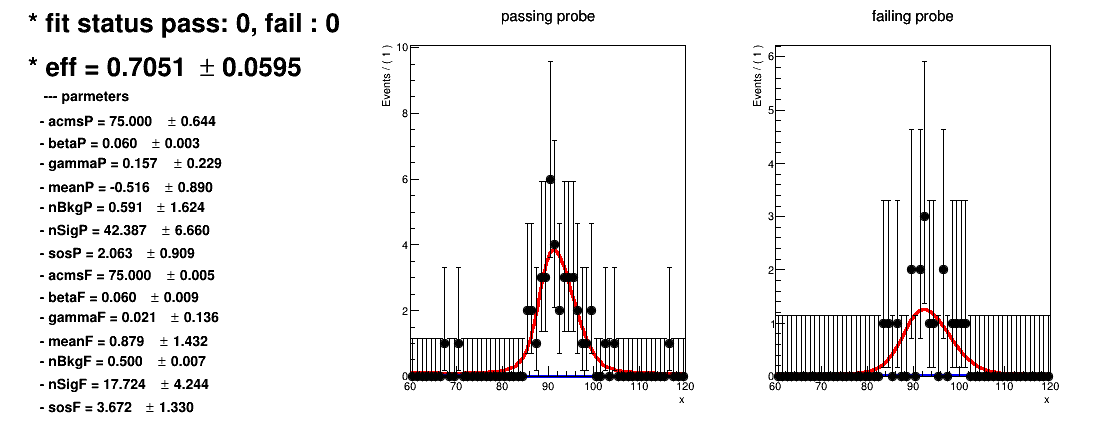 * fit status pass: 0, fail : 0
* eff = 0.7051 ± 0.0595
--- parmeters
- acmsP = 75.000 ± 0.644
- betaP = 0.060 ± 0.003
- gammaP = 0.157 ± 0.229
- meanP = -0.516 ± 0.890
- nBkgP = 0.591 ± 1.624
- nSigP = 42.387 ± 6.660
- sosP = 2.063 ± 0.909
- acmsF = 75.000 ± 0.005
- betaF = 0.060 ± 0.009
- gammaF = 0.021 ± 0.136
- meanF = 0.879 ± 1.432
- nBkgF = 0.500 ± 0.007
- nSigF = 17.724 ± 4.244
- sosF = 3.672 ± 1.330
passing probe
Events / ( 1 )
10
8
6
4
2
0
60 70 80 90 100 110 120
x
failing probe
Events / ( 1 )
6
5
4
3
2
1
0
60 70 80 90 100 110 120
x